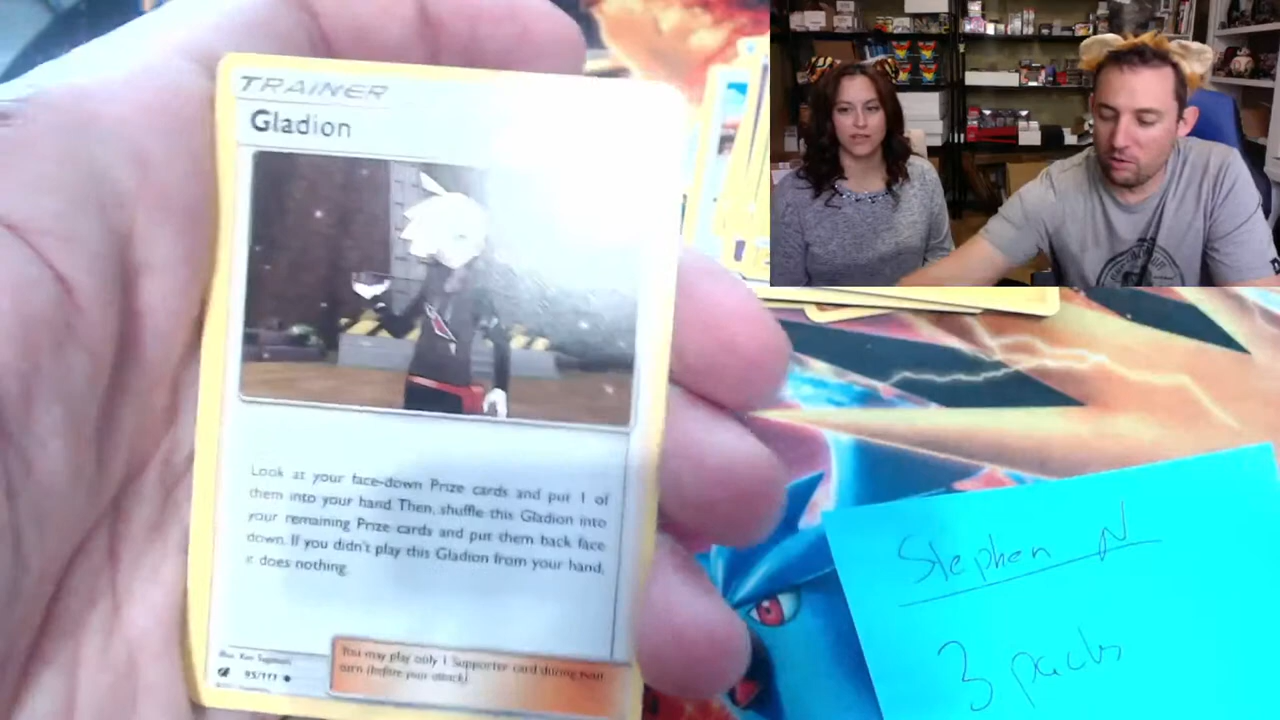 TRAINER
Gladion
Look at your face-down Prize cards and put 1 of
them into your hand. Then, shuffle this Gladion into
your remaining Prize cards and put them back face
down. If you didn't play this Gladion from your hand,
it does nothing.
You may play only 1 Supporter card during your
turn (before your attack).
95/111
Stephen N
3 packs